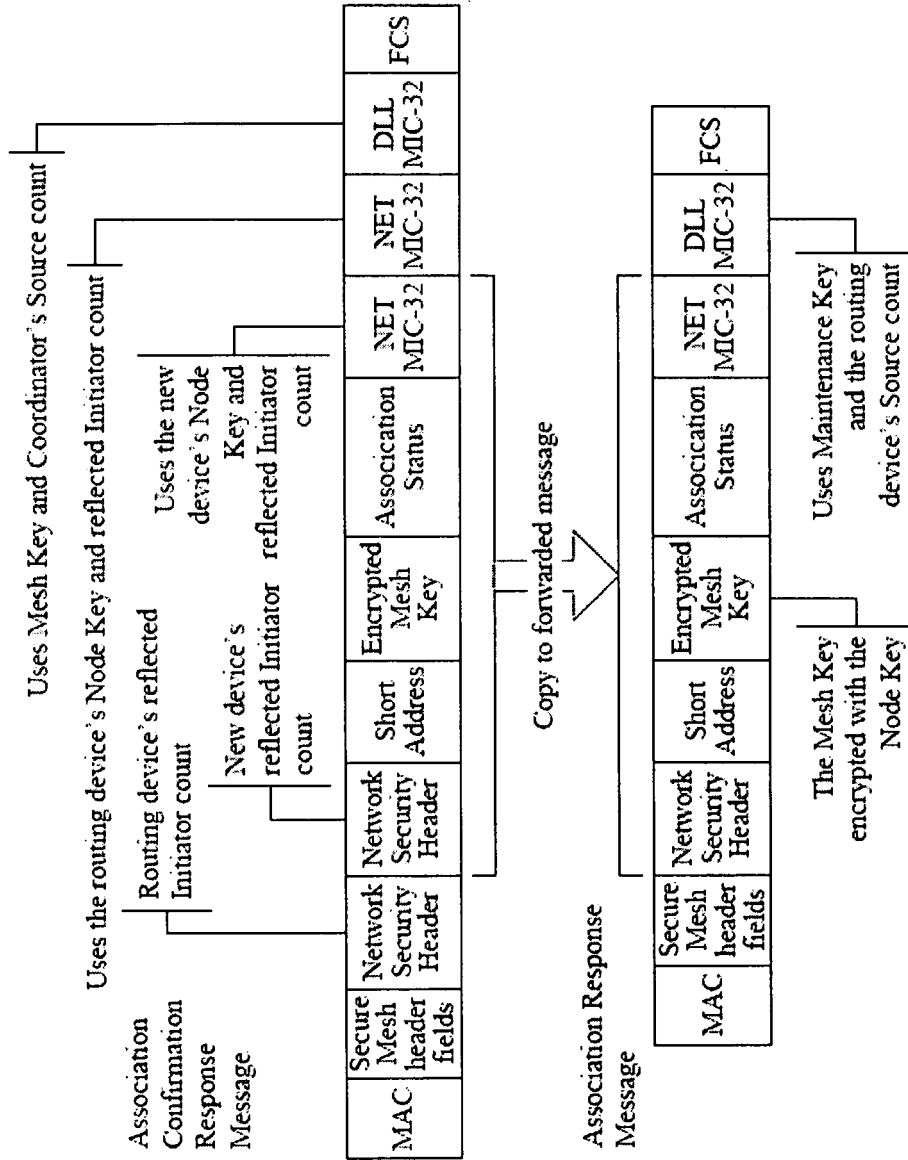 Association
Confirmation
Response
Message
Uses Mesh Key and Coordinator's Source count
Uses the routing device's Node Key and reflected Initiator count
Routing device's reflected
Initiator count
New device's
reflected Initiator
count
Uses the new
device's Node
Key and
reflected Initiator
count
MAC
Secure
Mesh
header
fields
Network
Security
Header
Network
Security
Header
Short
Address
Encrypted
Mesh
Key
Assocication
Status
NET
MIC-32
NET
MIC-32
DLL
MIC-32
FCS
Copy to forwarded message
Association Response
Message
MAC
Secure
Mesh
header
fields
Network
Security
Header
Short
Address
Encrypted
Mesh
Key
Assocication
Status
NET
MIC-32
DLL
MIC-32
FCS
The Mesh Key
encrypted with the
Node Key
Uses Maintenance Key
and the routing
device's Source count